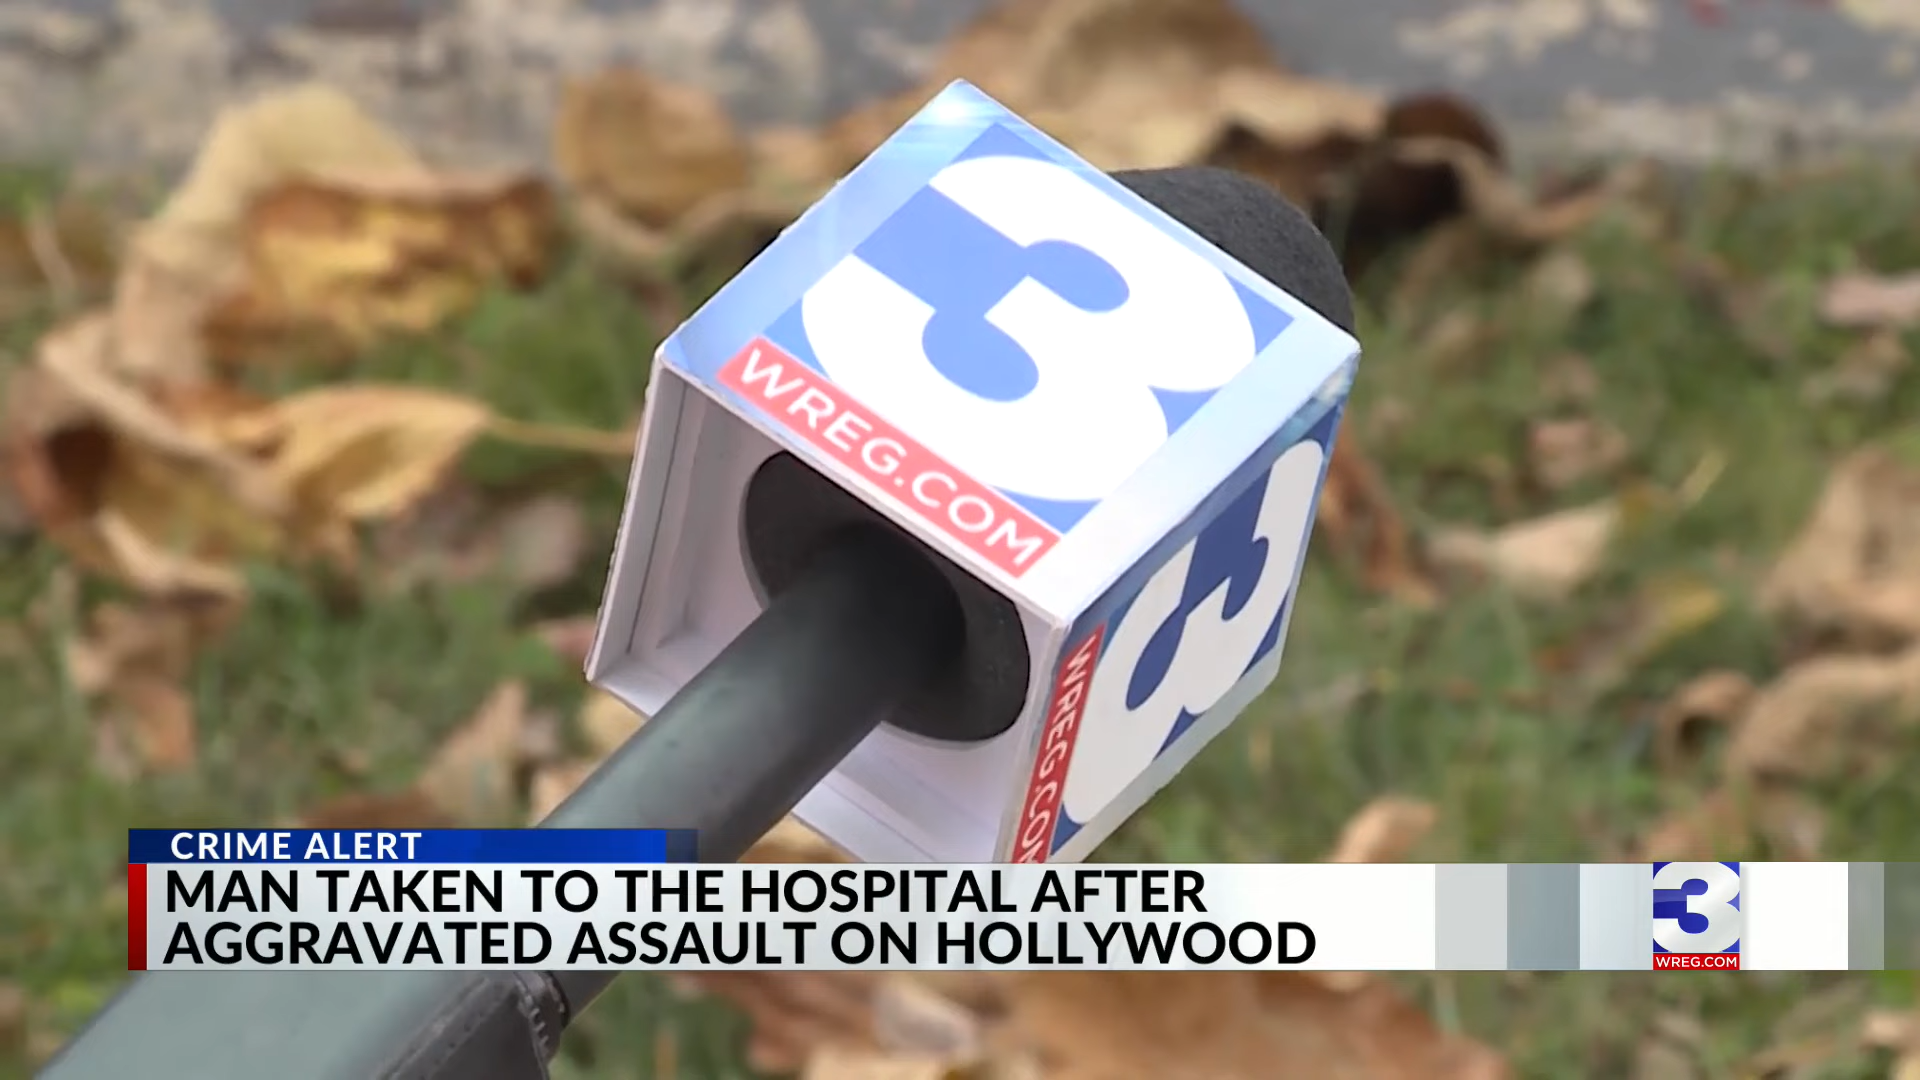 3
WREG.COM
3
WREG.COM
CRIME ALERT
MAN TAKEN TO THE HOSPITAL AFTER
AGGRAVATED ASSAULT ON HOLLYWOOD
3
WREG.COM